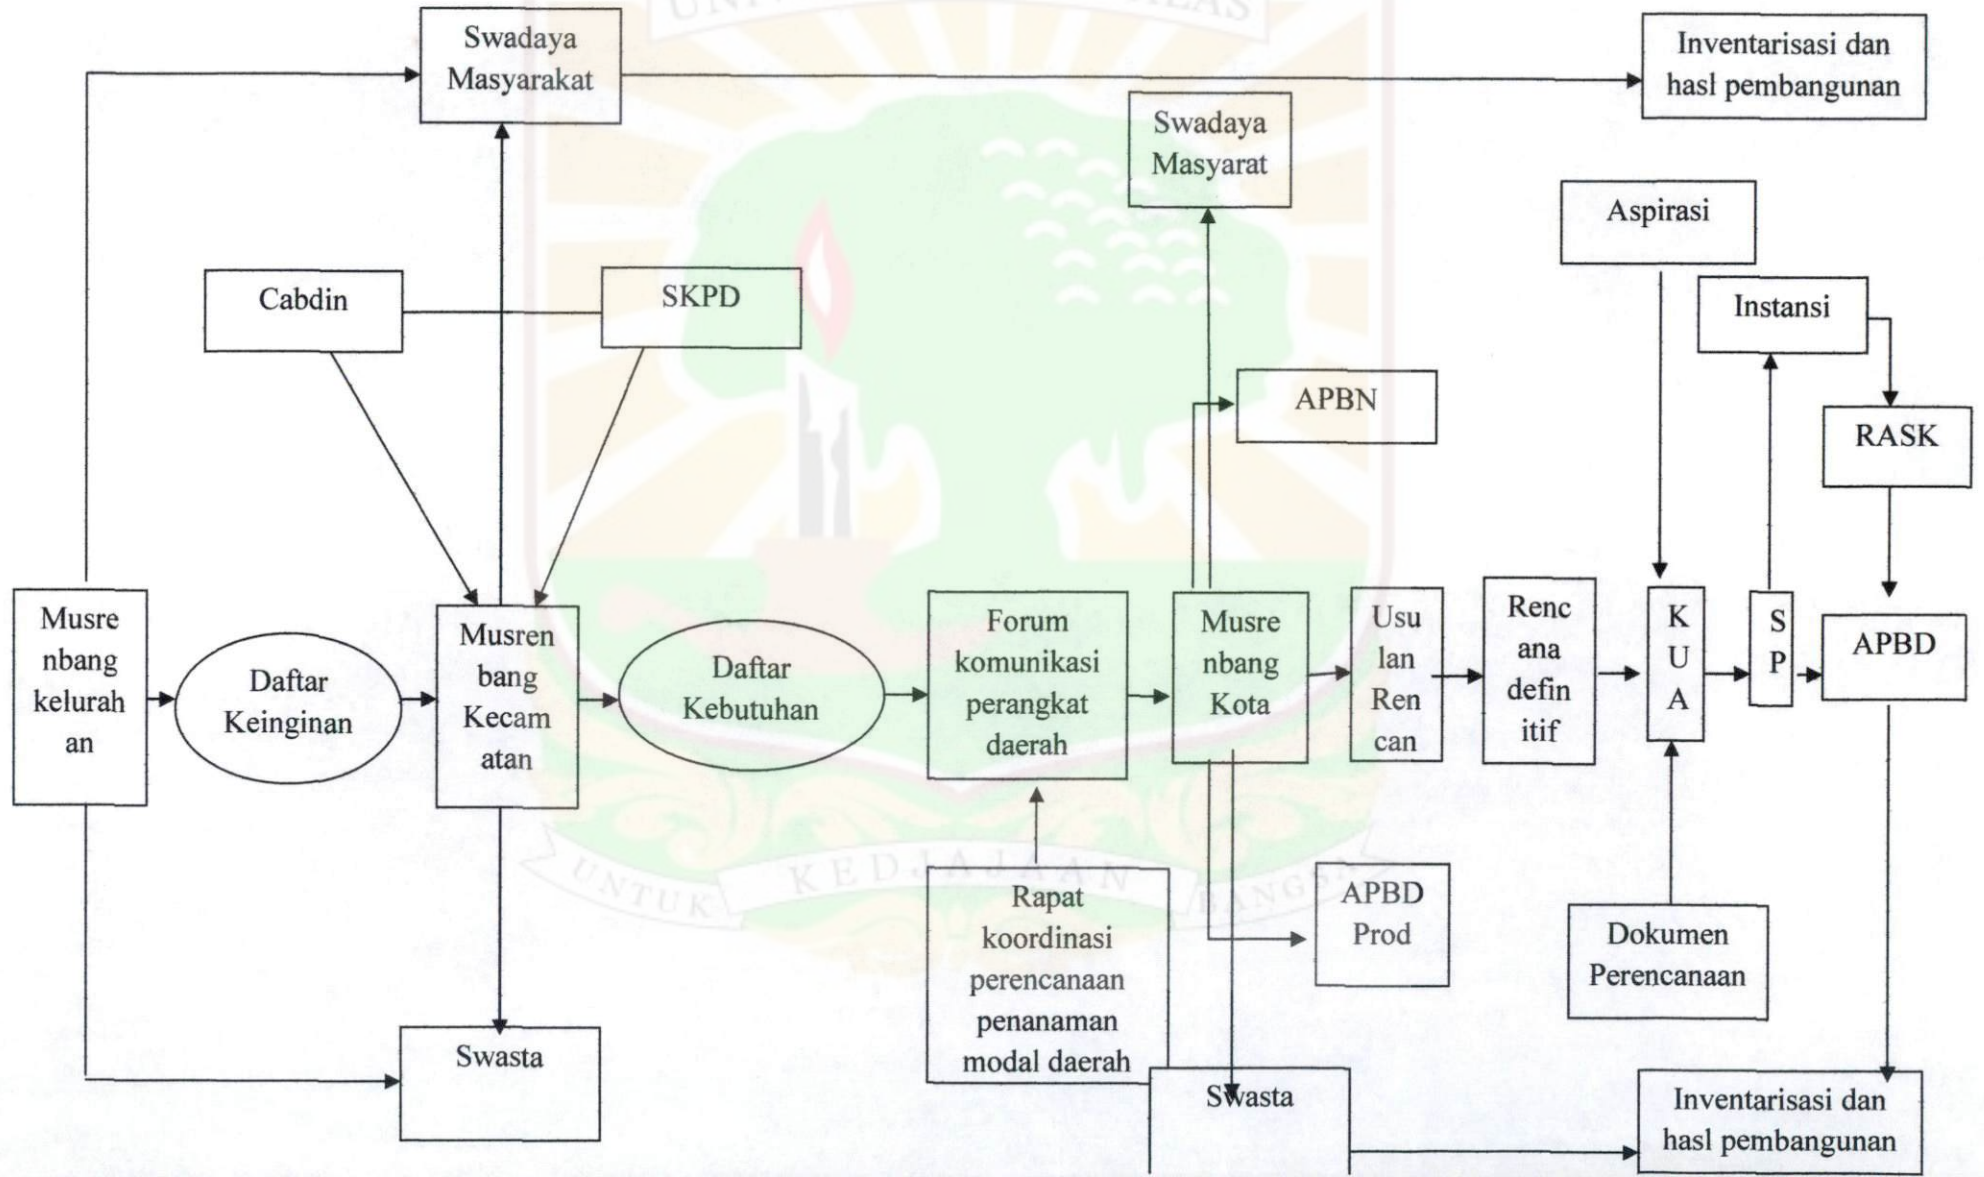 UNTUK KEDJAJAAN BANGSA
Swadaya
Masyarakat
Inventarisasi dan
hasl pembangunan
Swadaya
Masyarat
Aspirasi
Cabdin
SKPD
Instansi
APBN
RASK
Musre
nbang
kelurah
an
Daftar
Keinginan
Musren
bang
Kecam
atan
Daftar
Kebutuhan
Forum
komunikasi
perangkat
daerah
Musre
nbang
Kota
Usu
lan
Ren
can
Renc
ana
defin
itif
K
U
A
S
P
APBD
Rapat
koordinasi
perencanaan
penanaman
modal daerah
APBD
Prod
Dokumen
Perencanaan
Swasta
Swasta
Inventarisasi dan
hasl pembangunan